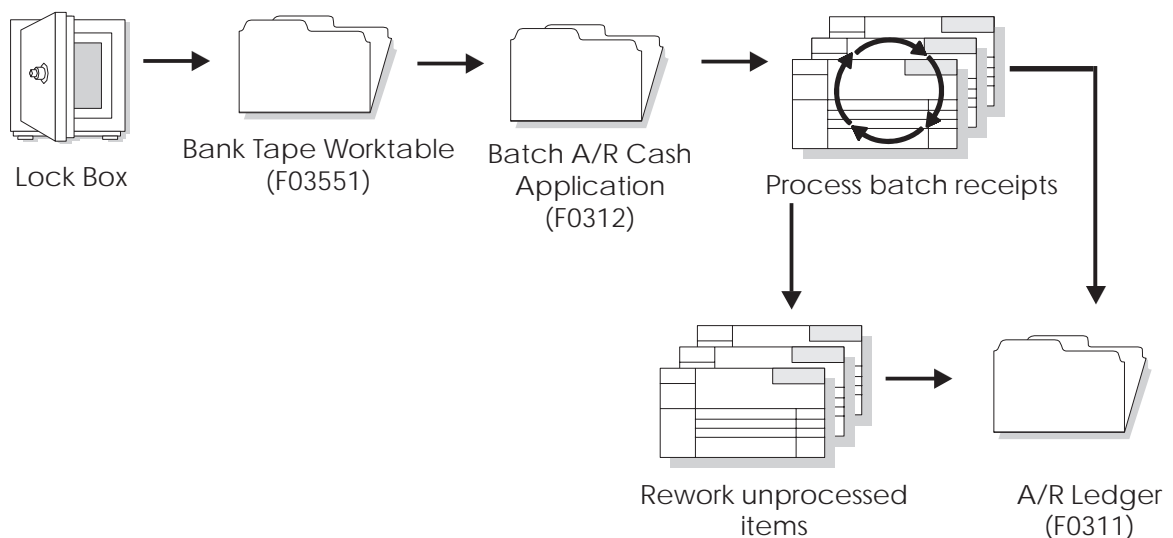 Lock Box
Bank Tape Worktable
(F03551)
Batch A/R Cash
Application
(F0312)
Process batch receipts
Rework unprocessed
items
A/R Ledger
(F0311)